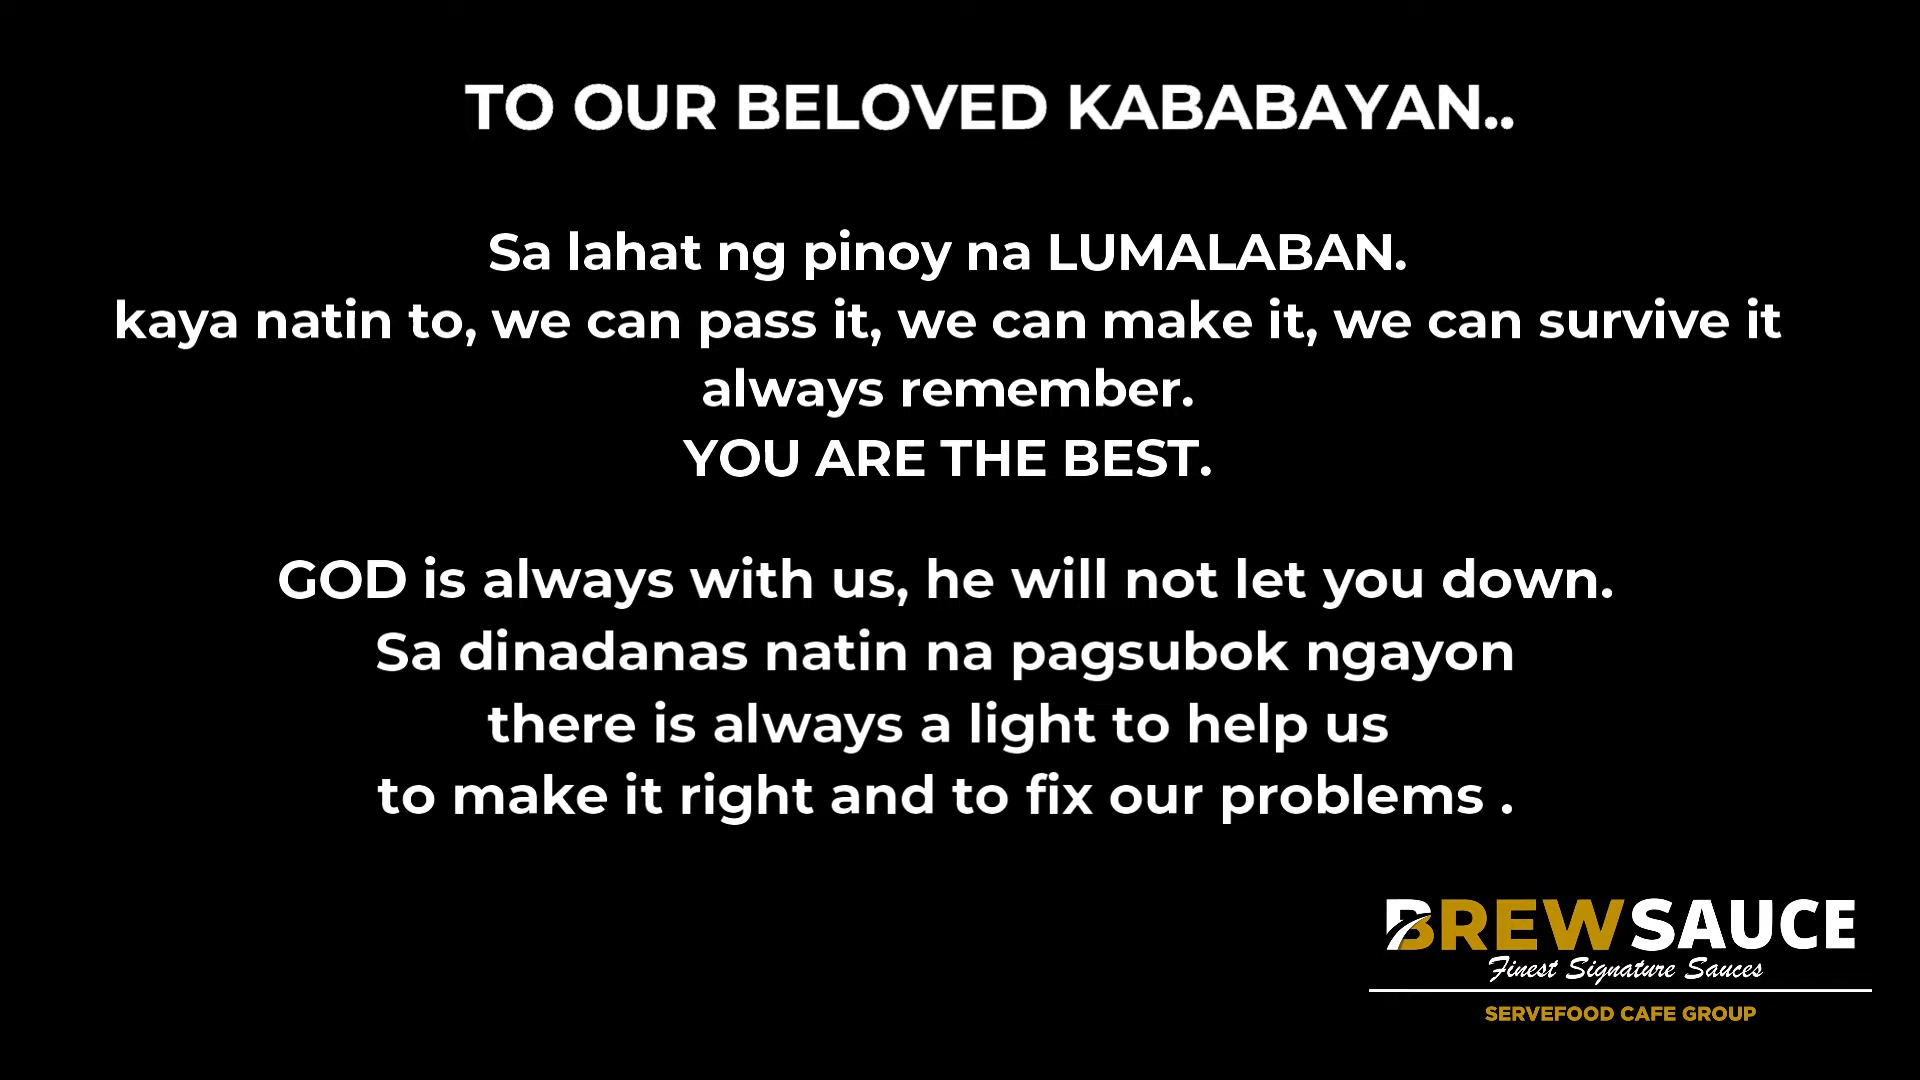 TO OUR BELOVED KABABAYAN..
Sa lahat ng pinoy na LUMALABAN.
kaya natin to, we can pass it, we can make it, we can survive it
always remember.
YOU ARE THE BEST.
GOD is always with us, he will not let you down.
Sa dinadanas natin na pagsubok ngayon
there is always a light to help us
to make it right and to fix our problems .
BREWSAUCE
Finest Signature Sauces
SERVEFOOD CAFE GROUP